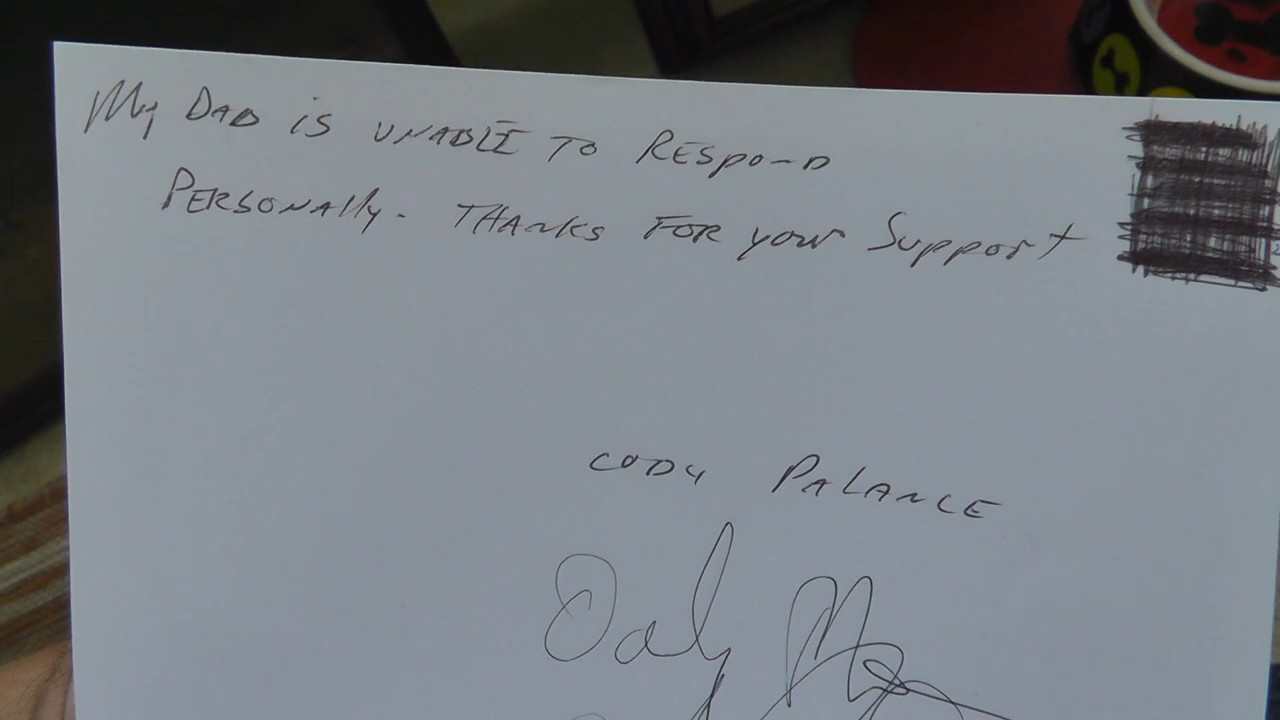 My DAD is UNABLE TO RESPOND
PERSONAlly. THANKS FOR your Support
CODY PALANCE